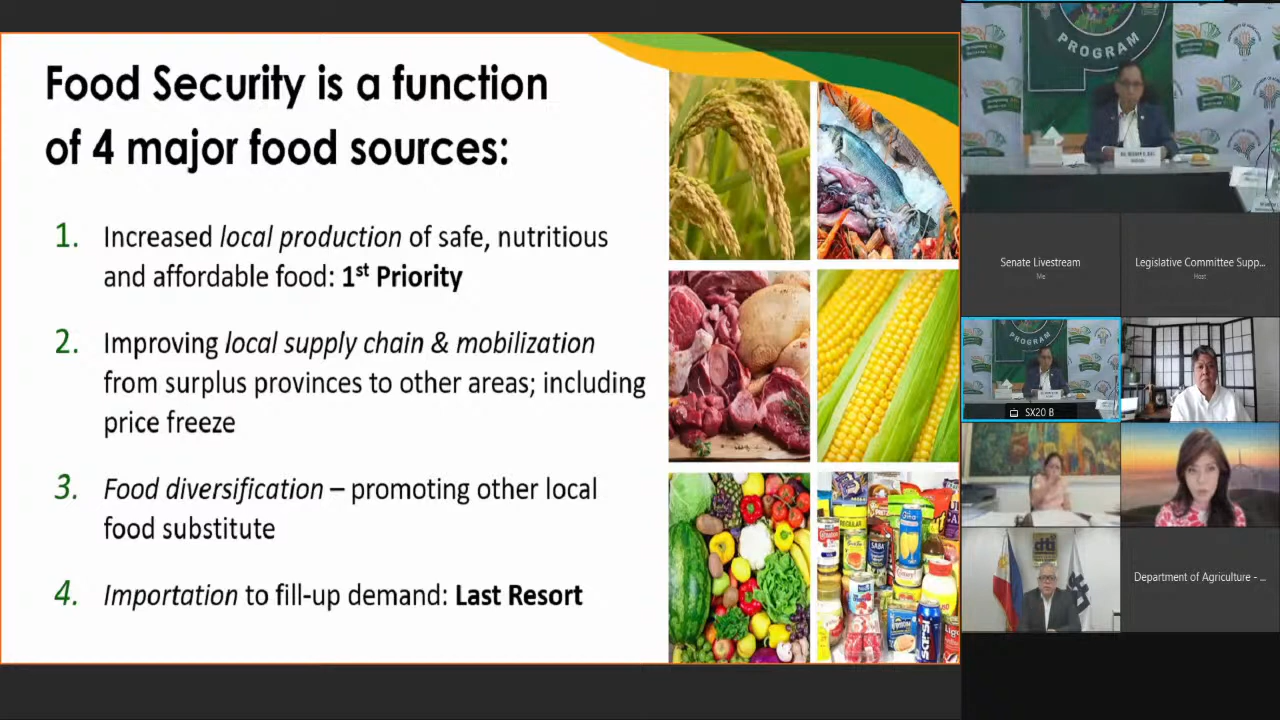 Food Security is a function
of 4 major food sources:
1. Increased local production of safe, nutritious
and affordable food: 1st Priority
2. Improving local supply chain & mobilization
from surplus provinces to other areas; including
price freeze
3. Food diversification – promoting other local
food substitute
4. Importation to fill-up demand: Last Resort
SABA
PROGRAM
Senate Livestream
Me
Legislative Committee Supp...
Host
PROGRAM
SX20 B
dti
Department of Agriculture - ...